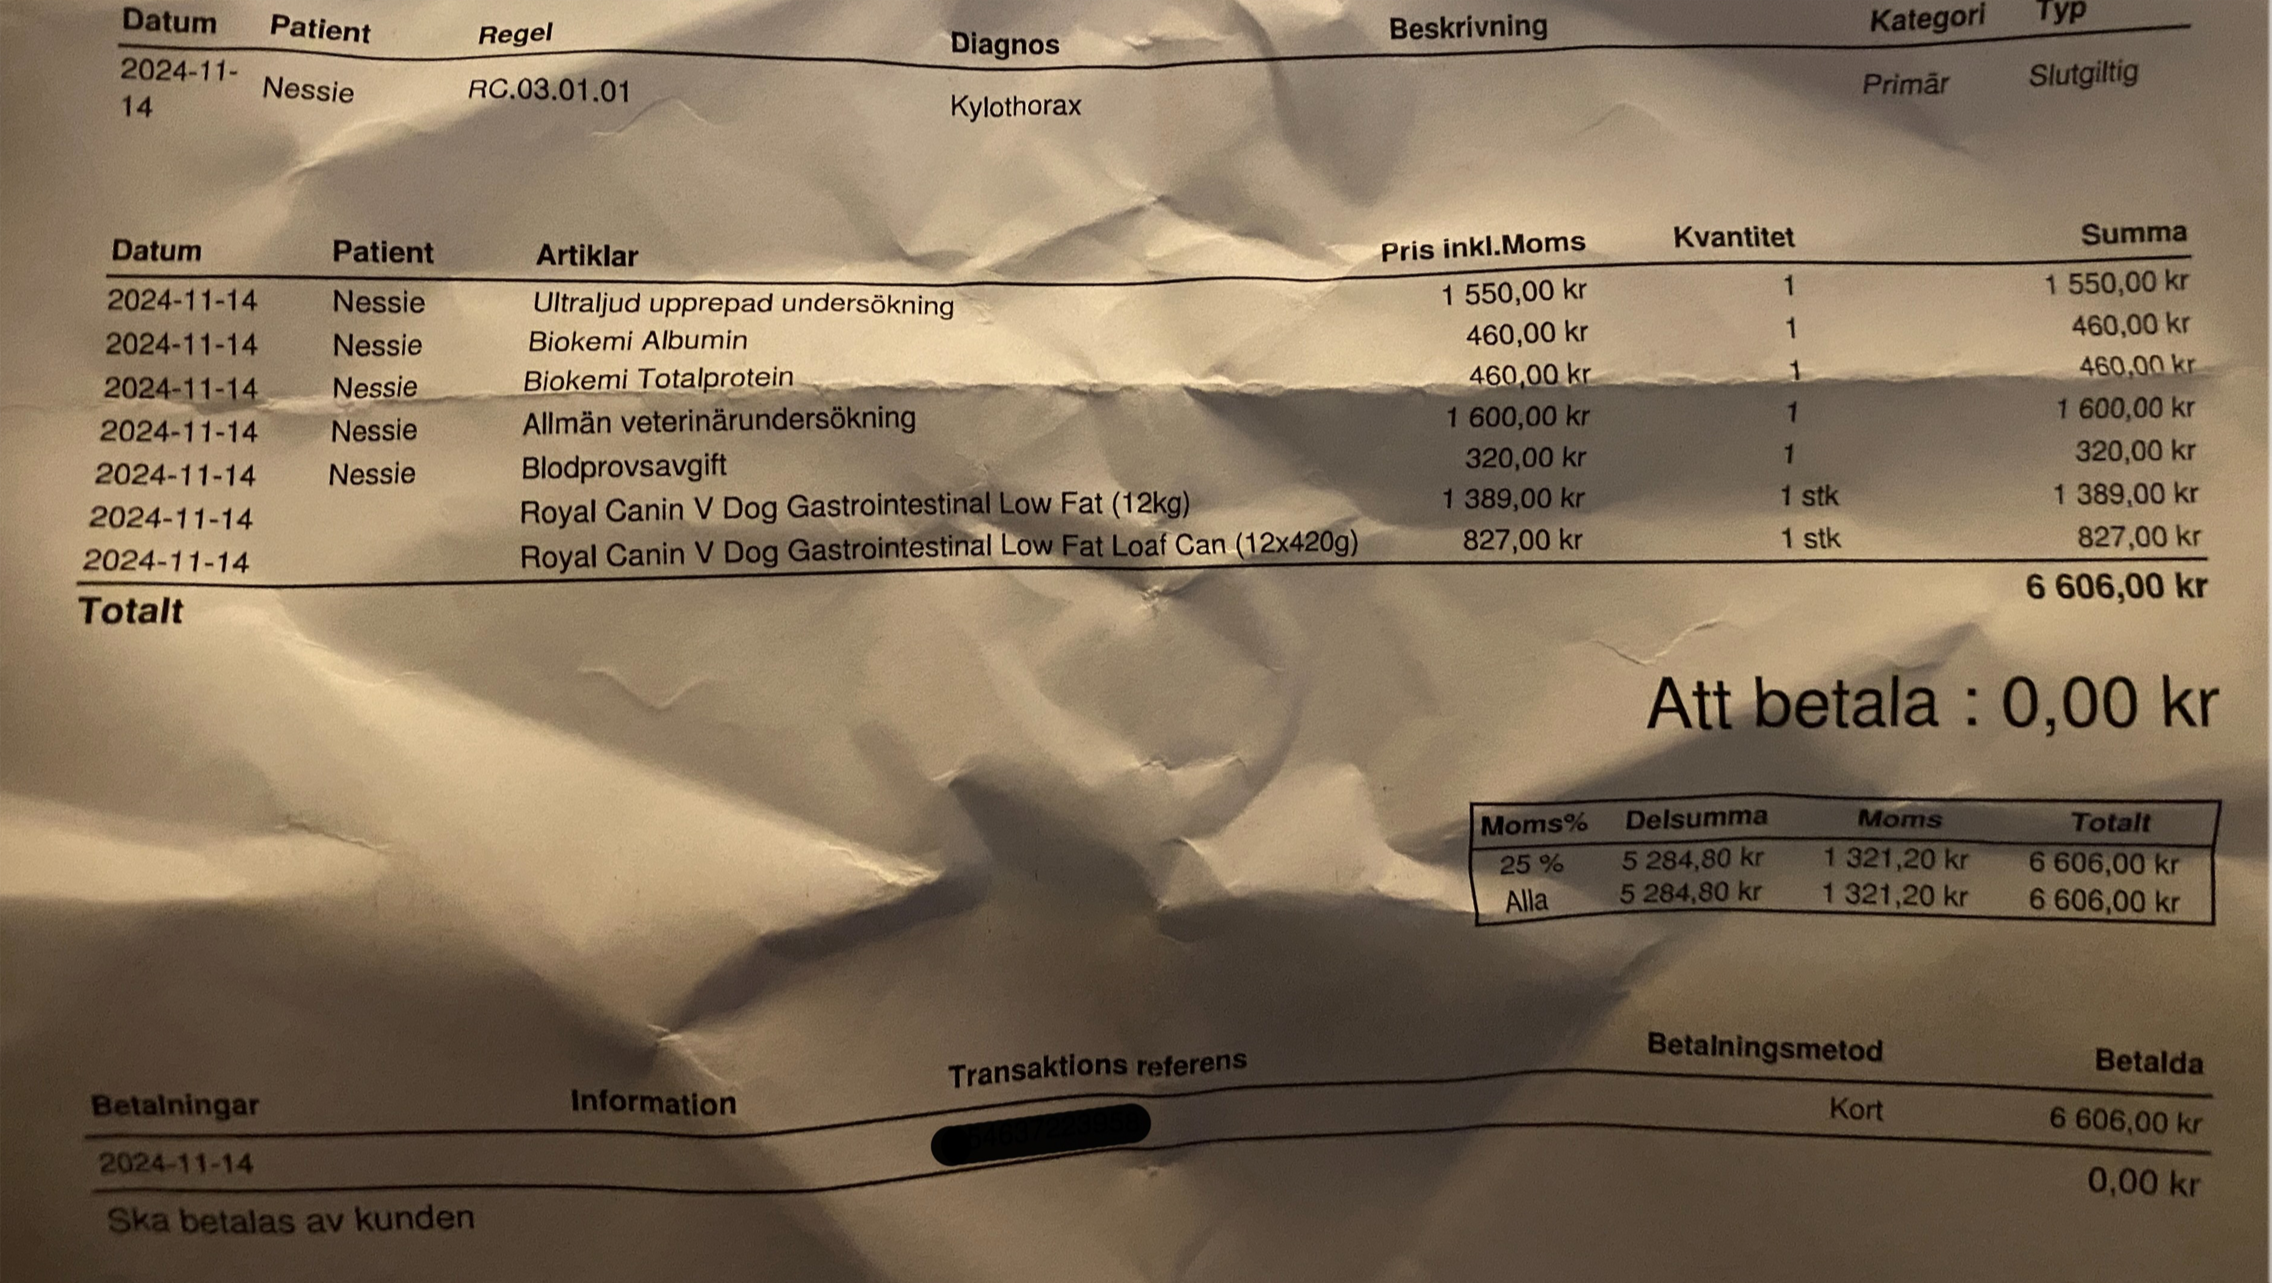 Datum Patient Regel Diagnos Beskrivning Kategori Typ
2024-11-14 Nessie RC.03.01.01 Kylothorax Primär Slutgiltig
Datum Patient Artiklar Pris inkl.Moms Kvantitet Summa
2024-11-14 Nessie Ultraljud upprepad undersökning 1 550,00 kr 1 1 550,00 kr
2024-11-14 Nessie Biokemi Albumin 460,00 kr 1 460,00 kr
2024-11-14 Nessie Biokemi Totalprotein 460,00 kr 1 460,00 kr
2024-11-14 Nessie Allmän veterinärundersökning 1 600,00 kr 1 1 600,00 kr
2024-11-14 Nessie Blodprovsavgift 320,00 kr 1 320,00 kr
2024-11-14 Royal Canin V Dog Gastrointestinal Low Fat (12kg) 1 389,00 kr 1 stk 1 389,00 kr
2024-11-14 Royal Canin V Dog Gastrointestinal Low Fat Loaf Can (12x420g) 827,00 kr 1 stk 827,00 kr
Totalt 6 606,00 kr
Att betala : 0,00 kr
Moms% Delsumma Moms Totalt
25 % 5 284,80 kr 1 321,20 kr 6 606,00 kr
Alla 5 284,80 kr 1 321,20 kr 6 606,00 kr
Betalningar Information Transaktions referens Betalningsmetod Betalda
2024-11-14 Kort 6 606,00 kr
Ska betalas av kunden 0,00 kr